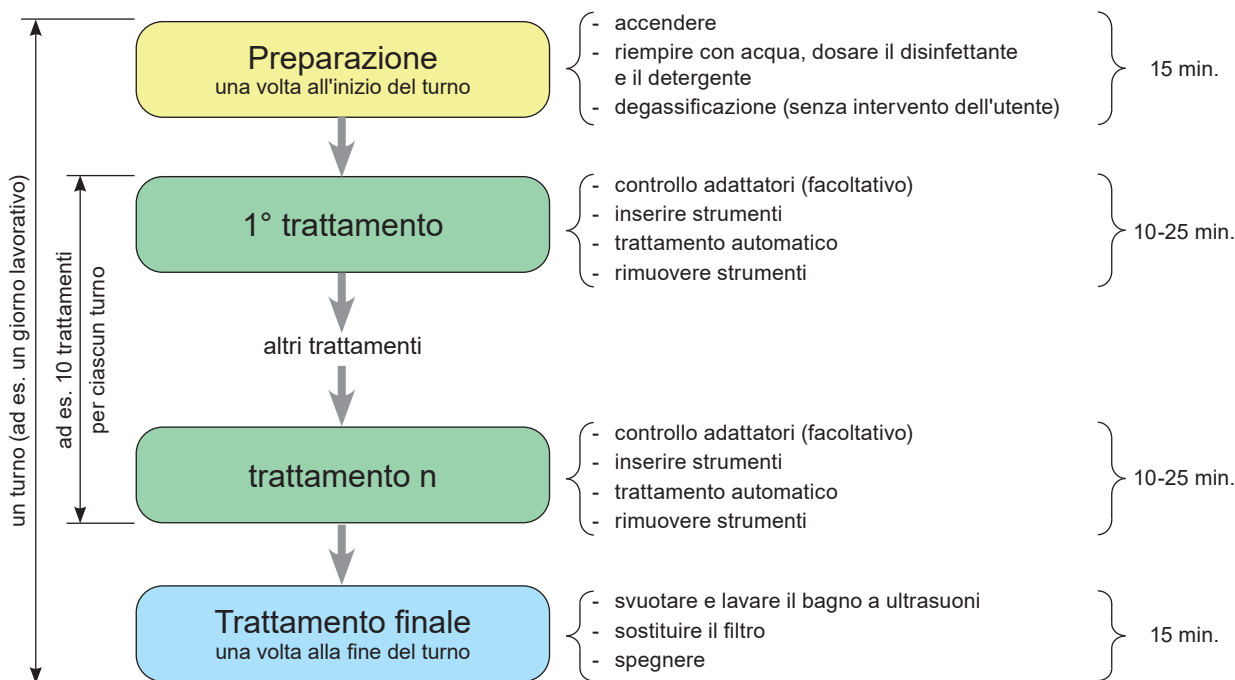 un turno (ad es. un giorno lavorativo)
ad es. 10 trattamenti
per ciascun turno
Preparazione
una volta all'inizio del turno
- accendere
- riempire con acqua, dosare il disinfettante
e il detergente
- degassificazione (senza intervento dell'utente)
15 min.
1° trattamento
- controllo adattatori (facoltativo)
- inserire strumenti
- trattamento automatico
- rimuovere strumenti
10-25 min.
altri trattamenti
trattamento n
- controllo adattatori (facoltativo)
- inserire strumenti
- trattamento automatico
- rimuovere strumenti
10-25 min.
Trattamento finale
una volta alla fine del turno
- svuotare e lavare il bagno a ultrasuoni
- sostituire il filtro
- spegnere
15 min.